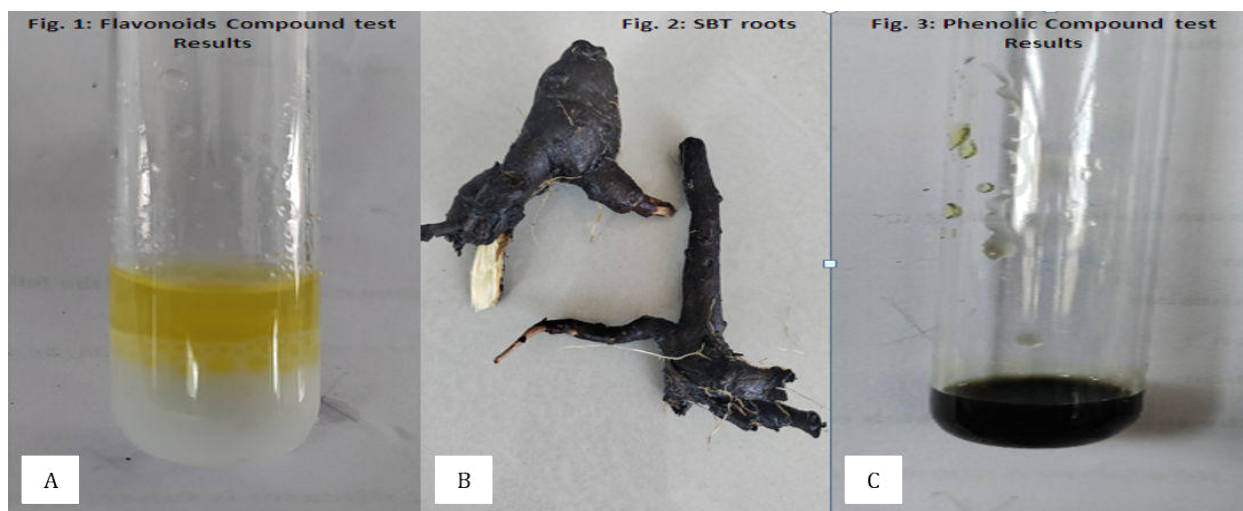 Fig. 1: Flavonoids Compound test
Results
Fig. 2: SBT roots
Fig. 3: Phenolic Compound test
Results
A
B
C